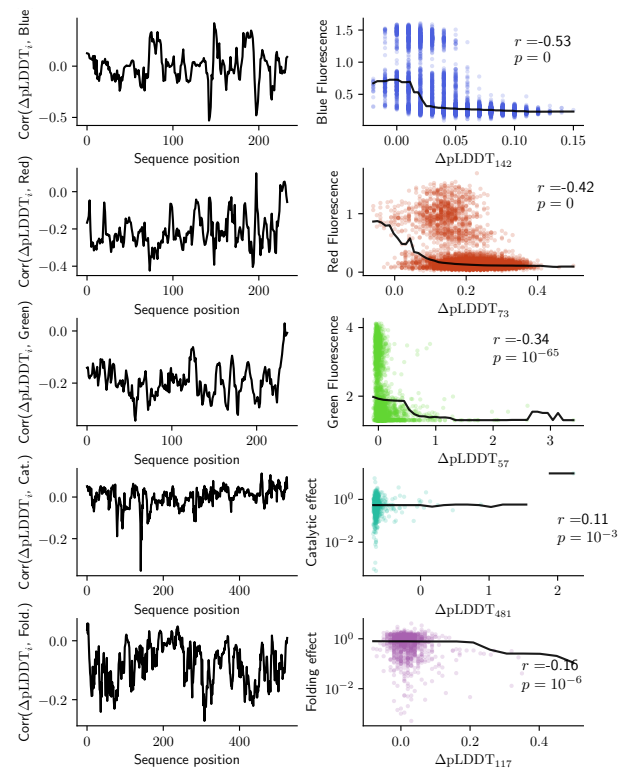 Corr(ΔpLDDT_i, Blue
0.0
−0.5
0
100
200
Sequence position
Blue Fluorescence
1.5
1.0
0.5
r =-0.53
p = 0
0.00
0.05
0.10
0.15
ΔpLDDT_142
Corr(ΔpLDDT_i, Red)
0.0
−0.2
−0.4
0
100
200
Sequence position
Red Fluorescence
1
0
r =-0.42
p = 0
0.0
0.2
0.4
ΔpLDDT_73
Corr(ΔpLDDT_i, Green)
0.0
−0.2
0
100
200
Sequence position
Green Fluorescence
4
2
r =-0.34
p = 10^-65
0
1
2
3
ΔpLDDT_57
Corr(ΔpLDDT_i, Cat.)
0.0
−0.2
0
200
400
Sequence position
Catalytic effect
10^0
10^−2
r =0.11
p = 10^-3
0
1
2
ΔpLDDT_481
Corr(ΔpLDDT_i, Fold.)
0.0
−0.2
0
200
400
Sequence position
Folding effect
10^0
10^−2
r =-0.16
p = 10^-6
0.0
0.2
0.4
ΔpLDDT_117